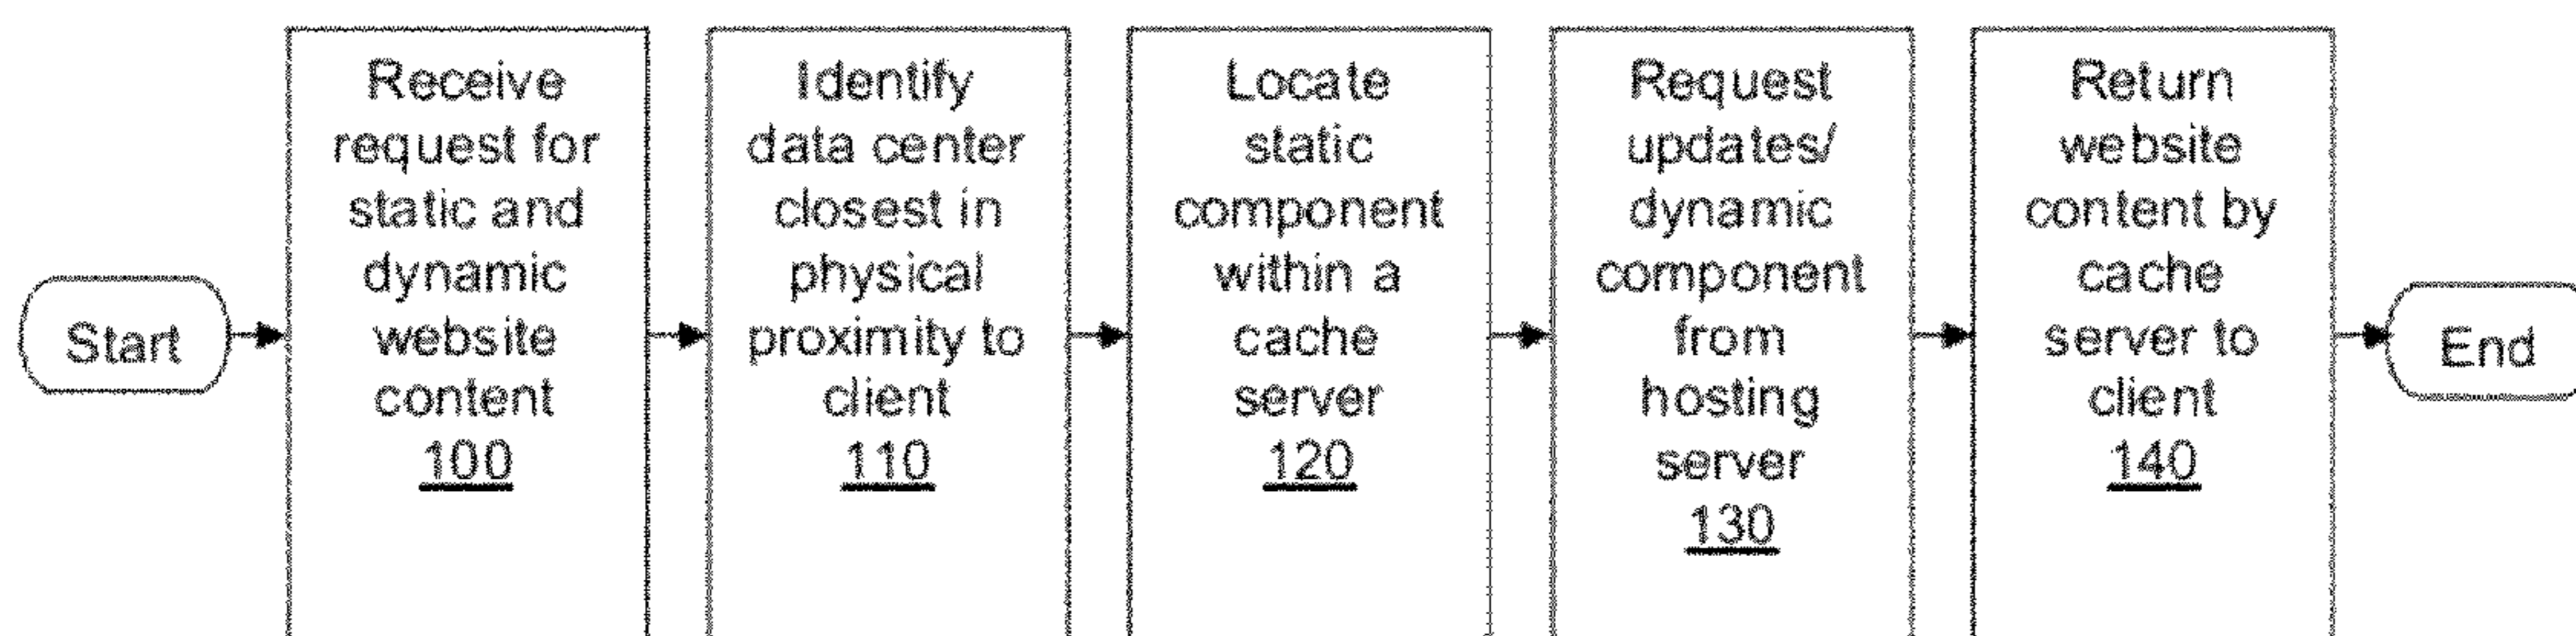 Start
Receive
request for
static and
dynamic
website
content
100
Identify
data center
closest in
physical
proximity to
client
110
Locate
static
component
within a
cache
server
120
Request
updates/
dynamic
component
from
hosting
server
130
Return
website
content by
cache
server to
client
140
End